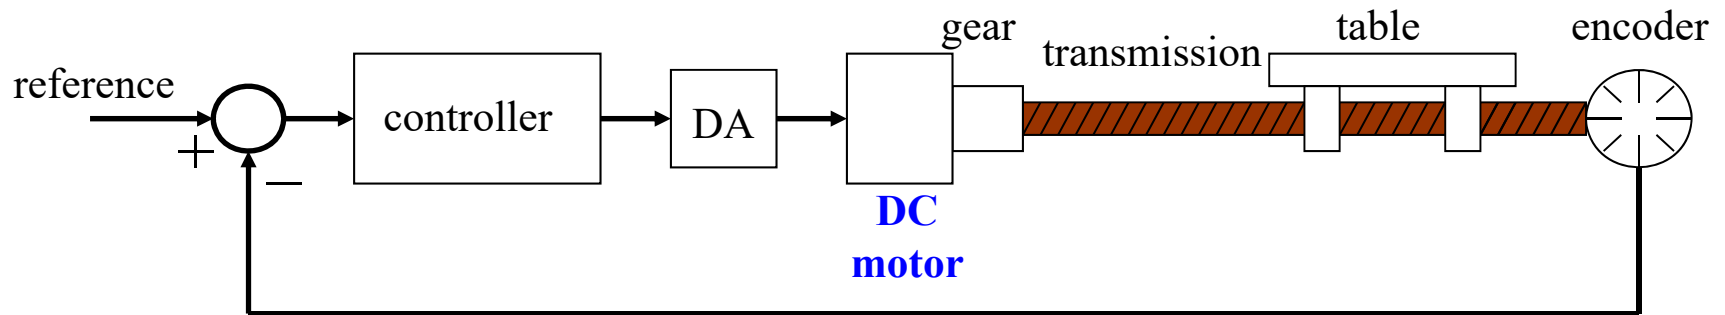 reference
+
−
controller
DA
DC
motor
gear
transmission
table
encoder